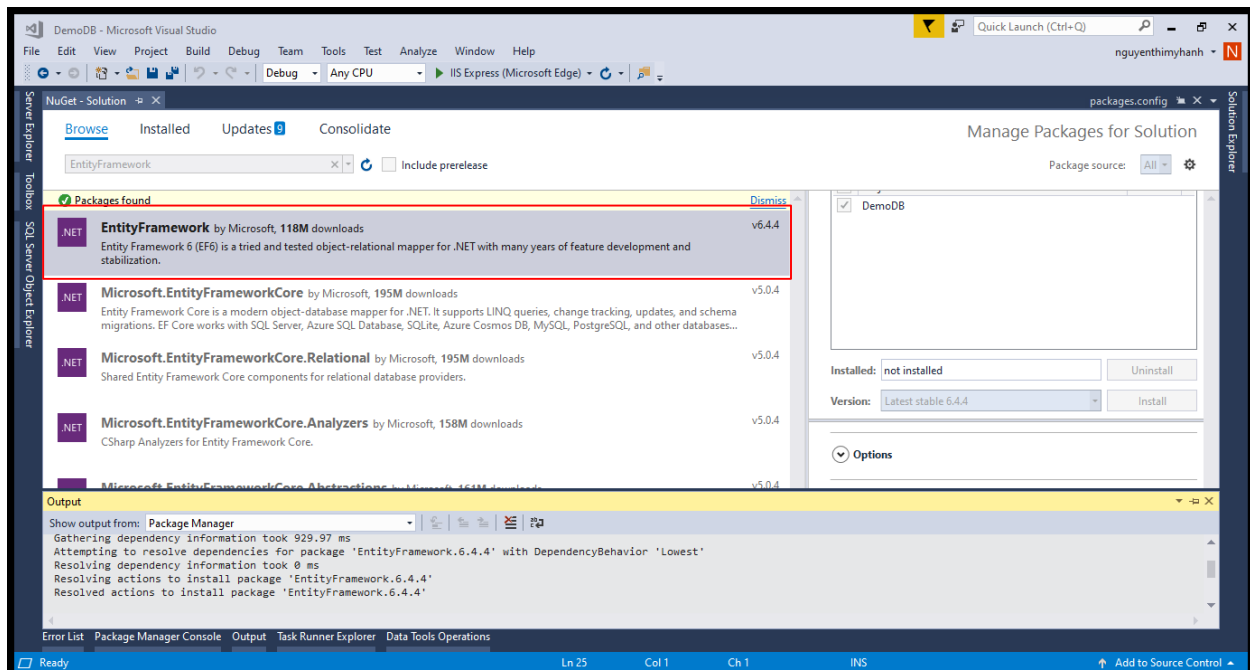 DemoDB - Microsoft Visual Studio
Quick Launch (Ctrl+Q)
File Edit View Project Build Debug Team Tools Test Analyze Window Help
nguyenthimyhanh
N
Debug Any CPU IIS Express (Microsoft Edge)
Server Explorer
Toolbox
SQL Server Object Explorer
NuGet - Solution
packages.config
Solution Explorer
Browse Installed Updates 9 Consolidate
Manage Packages for Solution
EntityFramework
Include prerelease
Package source: All
Packages found
Dismiss
.NET
EntityFramework by Microsoft, 118M downloads
v6.4.4
Entity Framework 6 (EF6) is a tried and tested object-relational mapper for .NET with many years of feature development and
stabilization.
.NET
Microsoft.EntityFrameworkCore by Microsoft, 195M downloads
v5.0.4
Entity Framework Core is a modern object-database mapper for .NET. It supports LINQ queries, change tracking, updates, and schema
migrations. EF Core works with SQL Server, Azure SQL Database, SQLite, Azure Cosmos DB, MySQL, PostgreSQL, and other databases...
.NET
Microsoft.EntityFrameworkCore.Relational by Microsoft, 195M downloads
v5.0.4
Shared Entity Framework Core components for relational database providers.
.NET
Microsoft.EntityFrameworkCore.Analyzers by Microsoft, 158M downloads
v5.0.4
CSharp Analyzers for Entity Framework Core.
Microsoft.EntityFrameworkCore.Abstractions by Microsoft, 161M downloads
v5.0.4
DemoDB
Installed: not installed
Uninstall
Version: Latest stable 6.4.4
Install
Options
Output
Show output from: Package Manager
Gathering dependency information took 929.97 ms
Attempting to resolve dependencies for package 'EntityFramework.6.4.4' with DependencyBehavior 'Lowest'
Resolving dependency information took 0 ms
Resolving actions to install package 'EntityFramework.6.4.4'
Resolved actions to install package 'EntityFramework.6.4.4'
Error List Package Manager Console Output Task Runner Explorer Data Tools Operations
Ready Ln 25 Col 1 Ch 1 INS Add to Source Control